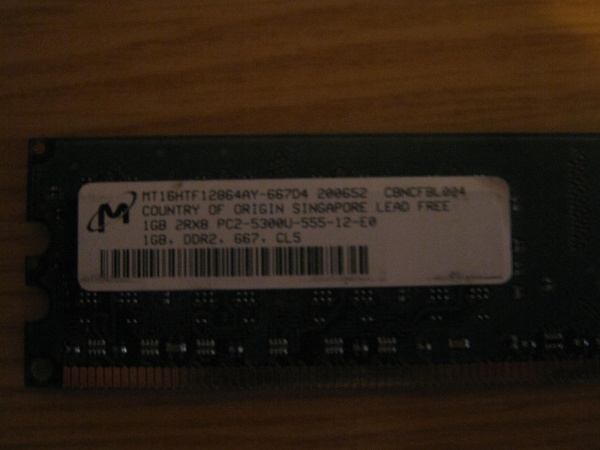 MT16HTF12864AY-667D4 200652 CBNCFBL004
COUNTRY OF ORIGIN SINGAPORE LEAD FREE
1GB 2RX8 PC2-5300U-555-12-E0
1GB, DDR2, 667, CL5